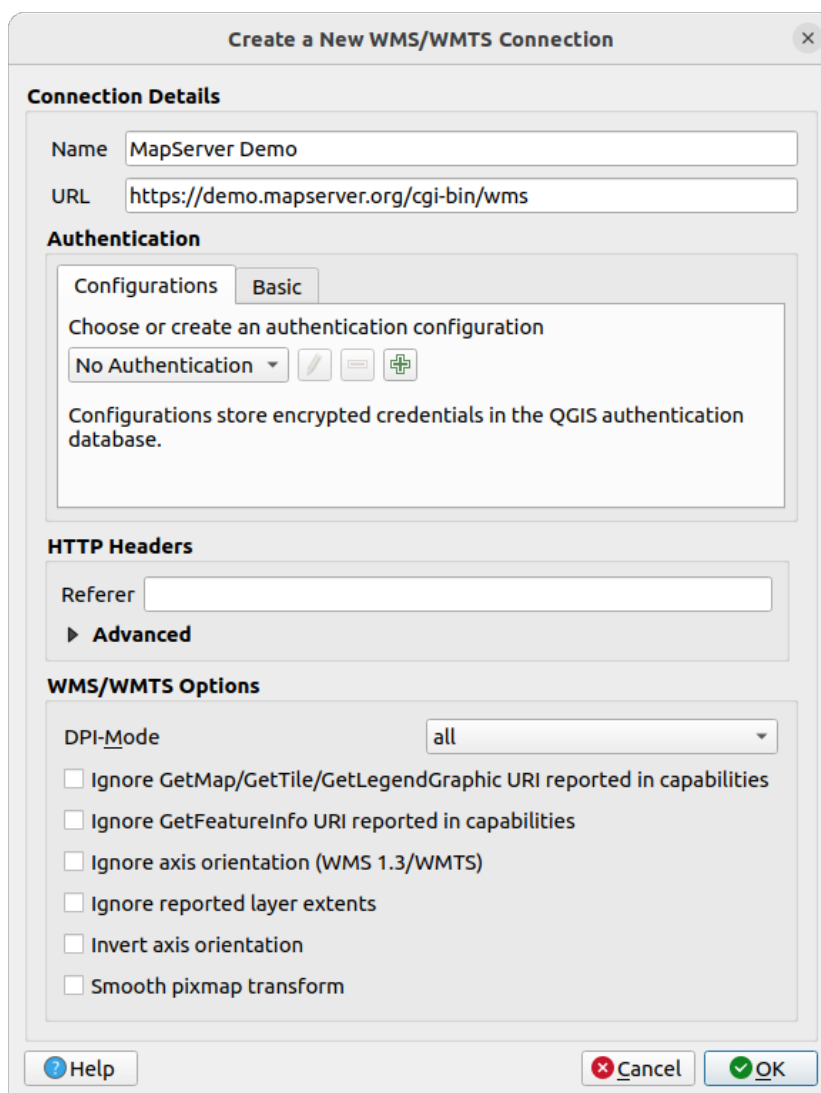 Create a New WMS/WMTS Connection
Connection Details
Name MapServer Demo
URL https://demo.mapserver.org/cgi-bin/wms
Authentication
Configurations Basic
Choose or create an authentication configuration
No Authentication
Configurations store encrypted credentials in the QGIS authentication
database.
HTTP Headers
Referer
Advanced
WMS/WMTS Options
DPI-Mode all
Ignore GetMap/GetTile/GetLegendGraphic URI reported in capabilities
Ignore GetFeatureInfo URI reported in capabilities
Ignore axis orientation (WMS 1.3/WMTS)
Ignore reported layer extents
Invert axis orientation
Smooth pixmap transform
Help Cancel OK